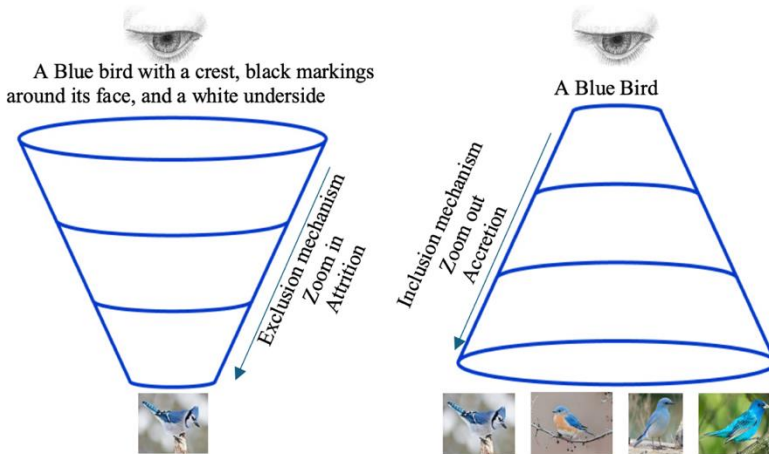 A Blue bird with a crest, black markings
around its face, and a white underside
Exclusion mechanism
Zoom in
Attrition
A Blue Bird
Inclusion mechanism
Zoom out
Accretion